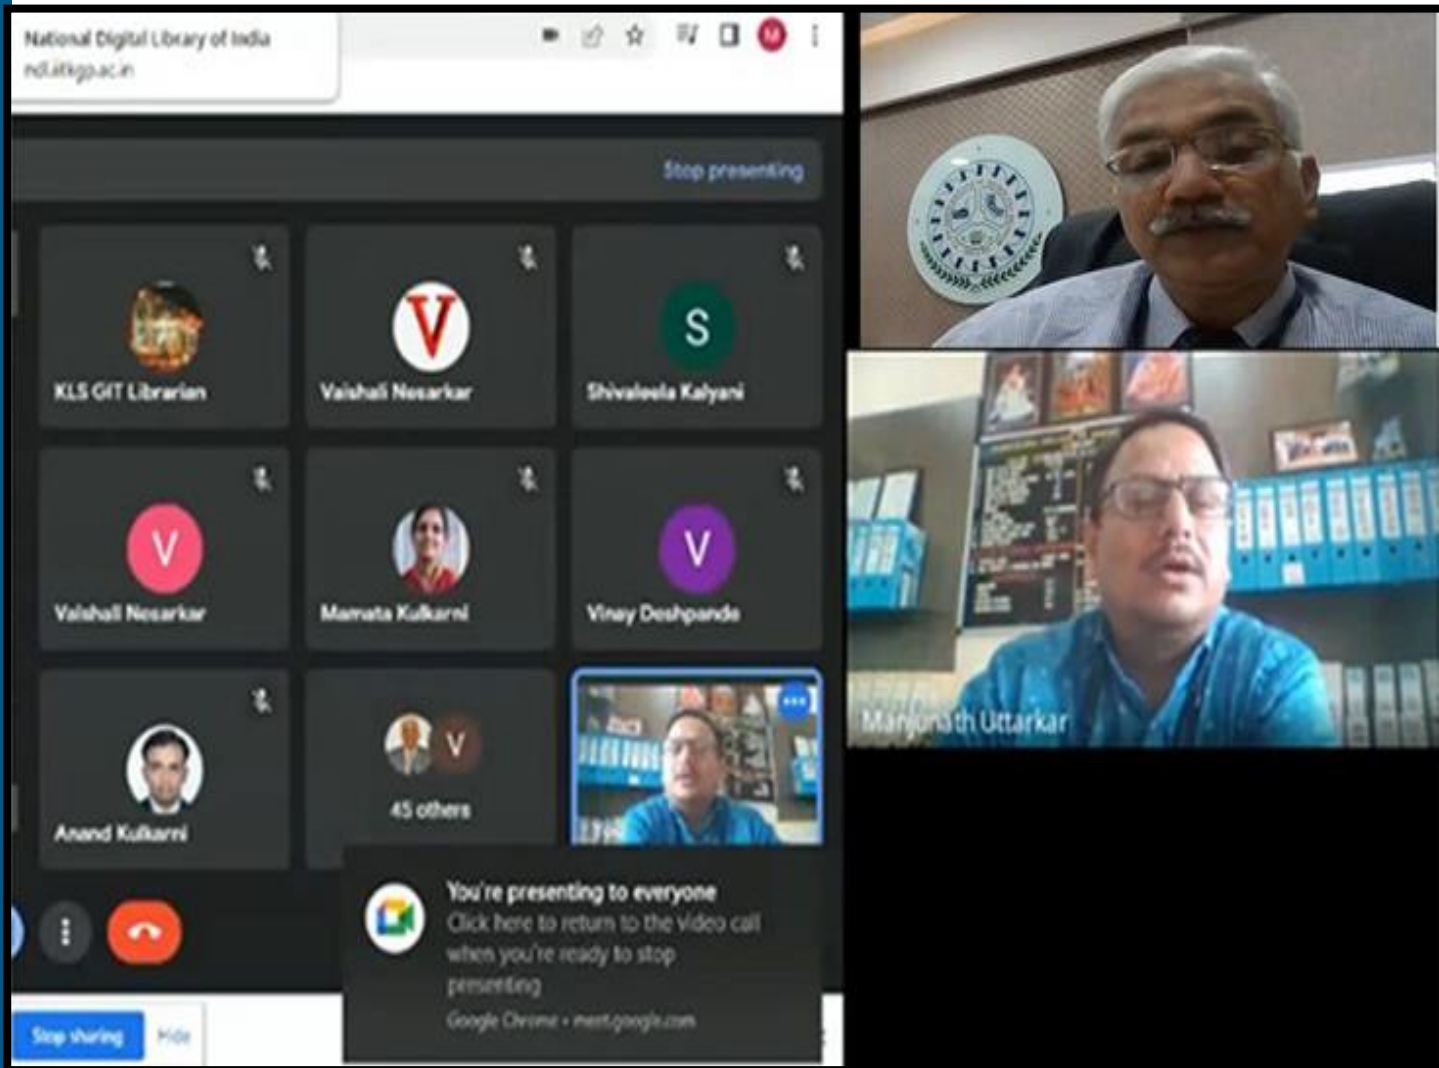 National Digital Library of India
ndl.iitkgp.ac.in
M
Stop presenting
KLS GIT Librarian
V
Vaishali Nesarkar
S
Shivaleela Kalyani
V
Vaishali Nesarkar
Mamata Kulkarni
V
Vinay Deshpande
Anand Kulkarni
V
45 others
You're presenting to everyone
Click here to return to the video call
when you're ready to stop
presenting
Google Chrome • meet.google.com
Stop sharing
Hide
Manjunath Uttarkar